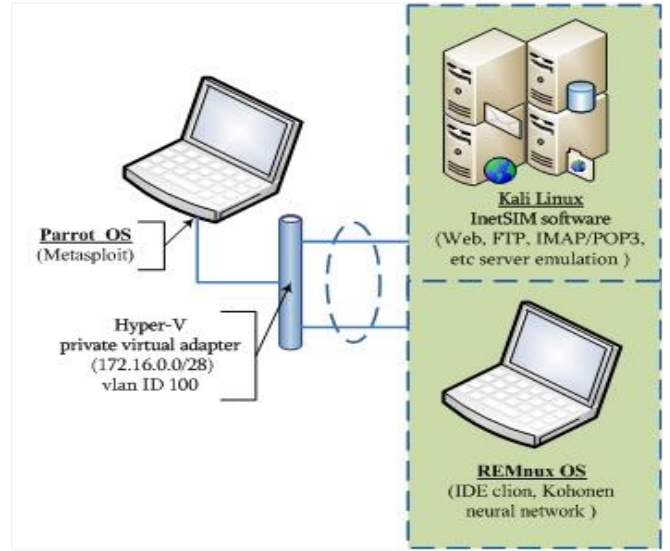 Parrot OS
(Metasploit)
Hyper-V
private virtual adapter
(172.16.0.0/28)
vlan ID 100
Kali Linux
InetSIM software
(Web, FTP, IMAP/POP3,
etc server emulation )
REMnux OS
(IDE clion, Kohonen
neural network )